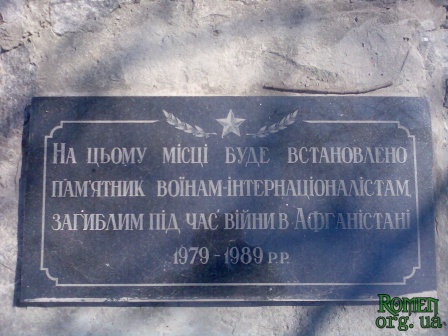 На цьому місці буде встановлено
пам'ятник воїнам-інтернаціоналістам,
загиблим під час війни в Афганістані
1979 - 1989 р.р.
Romen
org.ua